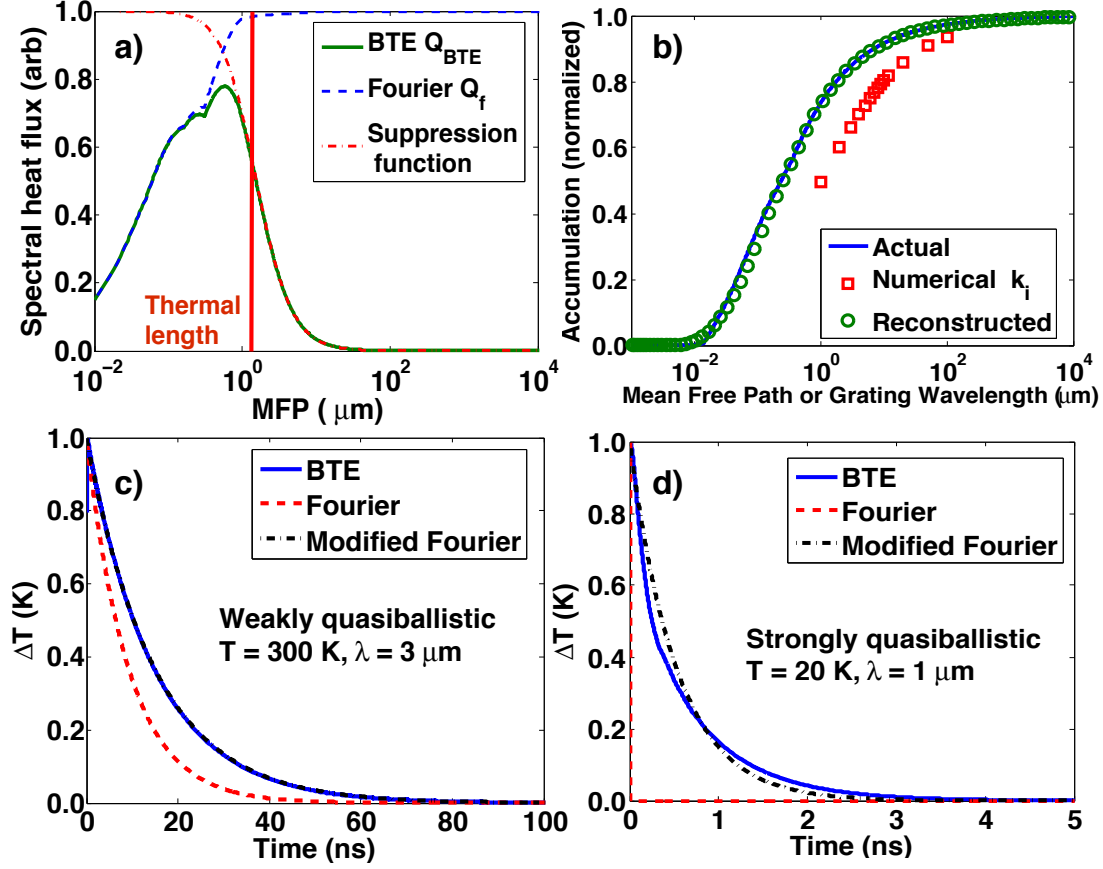 a)
BTE Q_BTE
Fourier Q_f
Suppression
function
Thermal
length
Spectral heat flux (arb)
1.0
0.8
0.6
0.4
0.2
0.0
10^−2
10^0
10^2
10^4
MFP ( μm)
b)
Actual
Numerical k_i
Reconstructed
Accumulation (normalized)
1.0
0.8
0.6
0.4
0.2
0.0
10^−2
10^0
10^2
10^4
Mean Free Path or Grating Wavelength (μm)
c)
BTE
Fourier
Modified Fourier
Weakly quasiballistic
T = 300 K, λ = 3 μm
ΔT (K)
1.0
0.8
0.6
0.4
0.2
0.0
0
20
40
60
80
100
Time (ns)
d)
BTE
Fourier
Modified Fourier
Strongly quasiballistic
T = 20 K, λ = 1 μm
ΔT (K)
1.0
0.8
0.6
0.4
0.2
0.0
0
1
2
3
4
5
Time (ns)